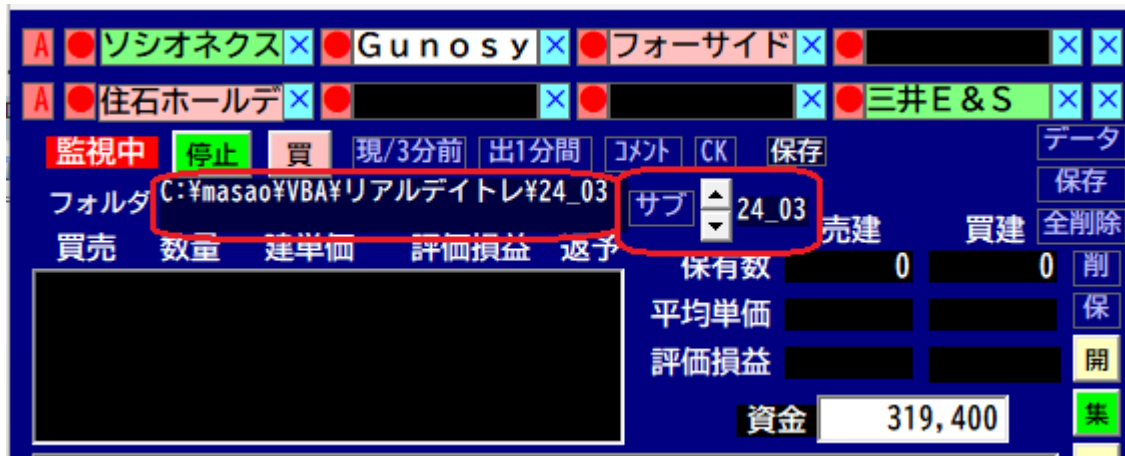 A ソシオネクス × Gunosy × フォーサイド × × ×
A 住石ホールデ × × × 三井E&S × ×
監視中 停止 買 現/3分前 出1分間 コメント CK 保存 データ
フォルダ C:¥masao¥VBA¥リアルデイトレ¥24_03 サブ 24_03 保存
買売 数量 建単価 評価損益 返予 売建 買建 全削除
保有数 0 0 削
平均単価 保
評価損益 開
資金 319,400 集